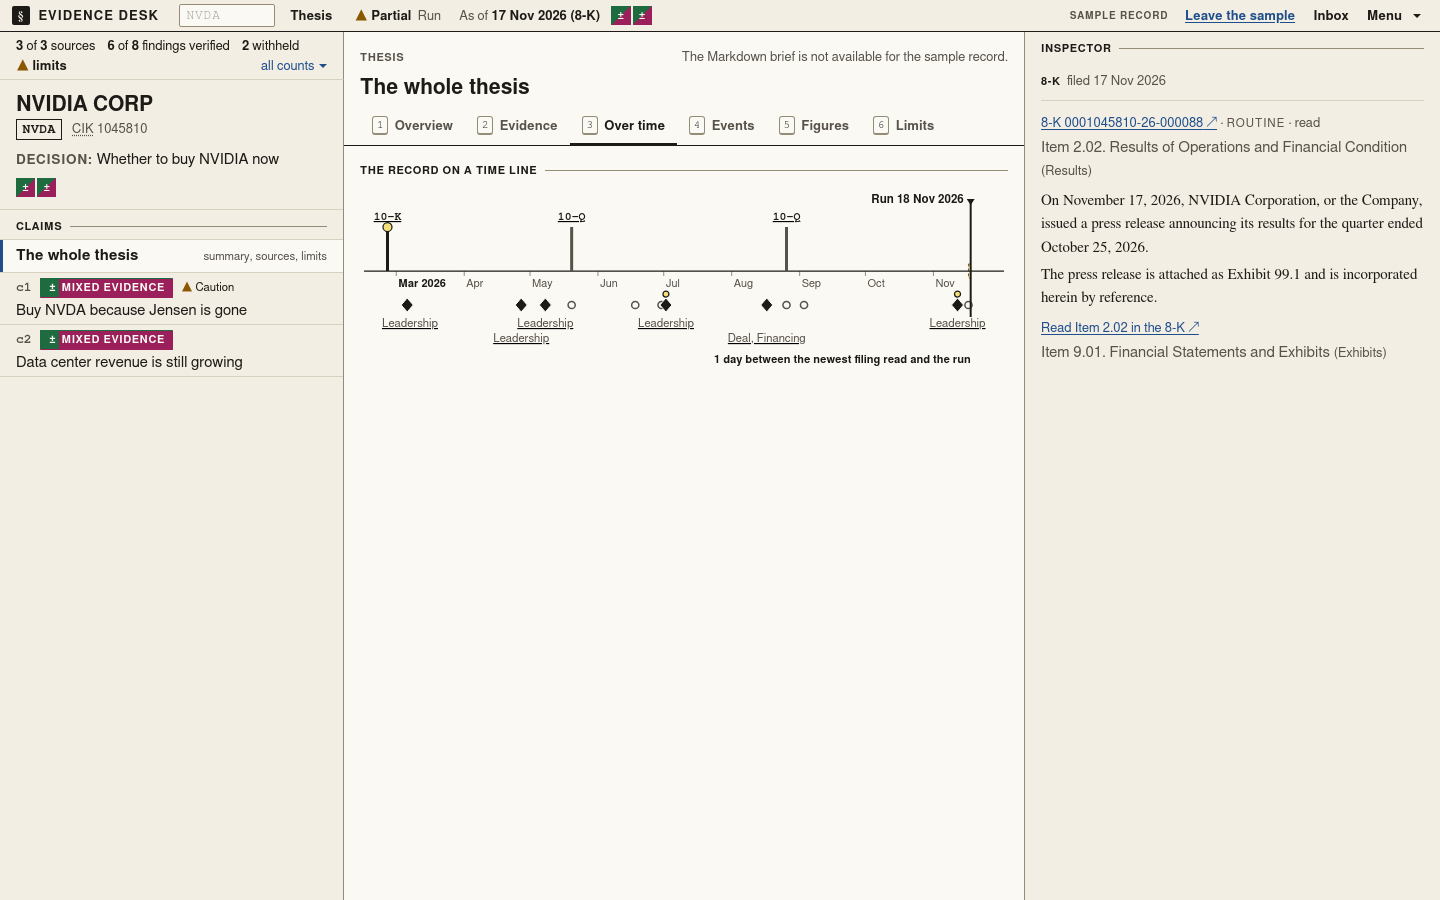 § EVIDENCE DESK NVDA Thesis Partial Run As of 17 Nov 2026 (8-K) ± ± SAMPLE RECORD Leave the sample Inbox Menu
3 of 3 sources 6 of 8 findings verified 2 withheld
limits all counts
NVIDIA CORP
NVDA CIK 1045810
DECISION: Whether to buy NVIDIA now
± ±
CLAIMS
The whole thesis summary, sources, limits
c1 ± MIXED EVIDENCE Caution
Buy NVDA because Jensen is gone
c2 ± MIXED EVIDENCE
Data center revenue is still growing
THESIS The Markdown brief is not available for the sample record.
The whole thesis
1 Overview 2 Evidence 3 Over time 4 Events 5 Figures 6 Limits
THE RECORD ON A TIME LINE
Run 18 Nov 2026
10-K 10-Q 10-Q
Mar 2026 Apr May Jun Jul Aug Sep Oct Nov
Leadership Leadership Leadership Leadership
Leadership Deal, Financing
1 day between the newest filing read and the run
INSPECTOR
8-K filed 17 Nov 2026
8-K 0001045810-26-000088 · ROUTINE · read
Item 2.02. Results of Operations and Financial Condition
(Results)
On November 17, 2026, NVIDIA Corporation, or the Company,
issued a press release announcing its results for the quarter ended
October 25, 2026.
The press release is attached as Exhibit 99.1 and is incorporated
herein by reference.
Read Item 2.02 in the 8-K
Item 9.01. Financial Statements and Exhibits (Exhibits)